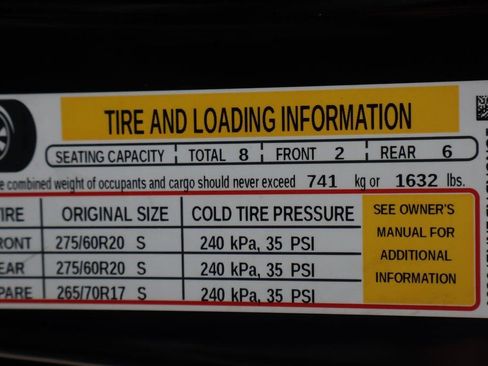 TIRE AND LOADING INFORMATION
SEATING CAPACITY TOTAL 8 FRONT 2 REAR 6
e combined weight of occupants and cargo should never exceed 741 kg or 1632 lbs.
IRE ORIGINAL SIZE COLD TIRE PRESSURE
RONT 275/60R20 S 240 kPa, 35 PSI
EAR 275/60R20 S 240 kPa, 35 PSI
PARE 265/70R17 S 240 kPa, 35 PSI
SEE OWNER'S
MANUAL FOR
ADDITIONAL
INFORMATION